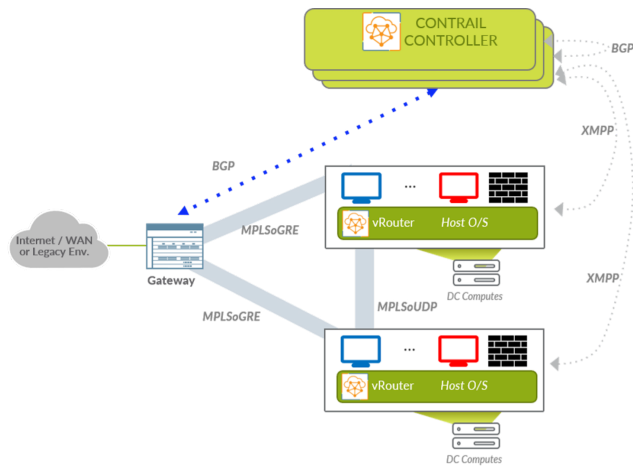 CONTRAIL
CONTROLLER
BGP
XMPP
BGP
...
MPLSoGRE
vRouter
Host O/S
Internet / WAN
or Legacy Env.
Gateway
DC Computes
XMPP
MPLSoGRE
MPLSoUDP
...
vRouter
Host O/S
DC Computes